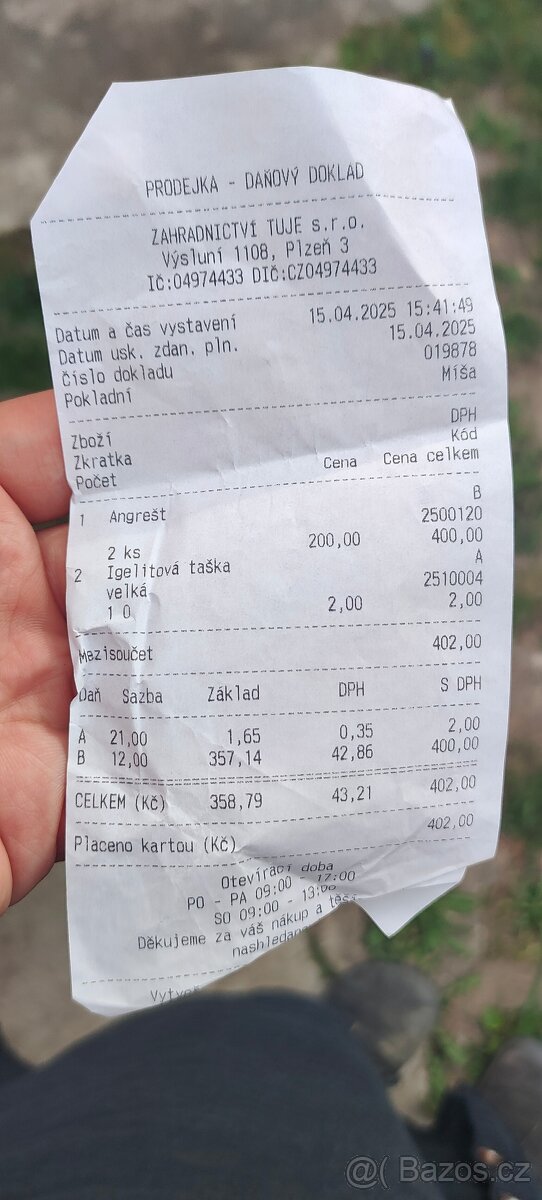 PRODEJKA - DAŇOVÝ DOKLAD
ZAHRADNICTVÍ TUJE s.r.o.
Výsluní 1108, Plzeň 3
IČ:04974433 DIČ:CZ04974433
Datum a čas vystavení 15.04.2025 15:41:49
Datum usk. zdan. pln. 15.04.2025
číslo dokladu 019878
Pokladní Míša
Zboží DPH
Zkratka Kód
Počet Cena Cena celkem
1 Angrešt B
2500120
2 ks 200,00 400,00
2 Igelitová taška A
velká 2510004
1 0 2,00 2,00
Mezisoučet 402,00
Daň Sazba Základ DPH S DPH
A 21,00 1,65 0,35 2,00
B 12,00 357,14 42,86 400,00
CELKEM (Kč) 358,79 43,21 402,00
Placeno kartou (Kč) 402,00
Otevírací doba
PO - PA 09:00 - 17:00
SO 09:00 - 13:00
Děkujeme za váš nákup a
@( Bazos.cz